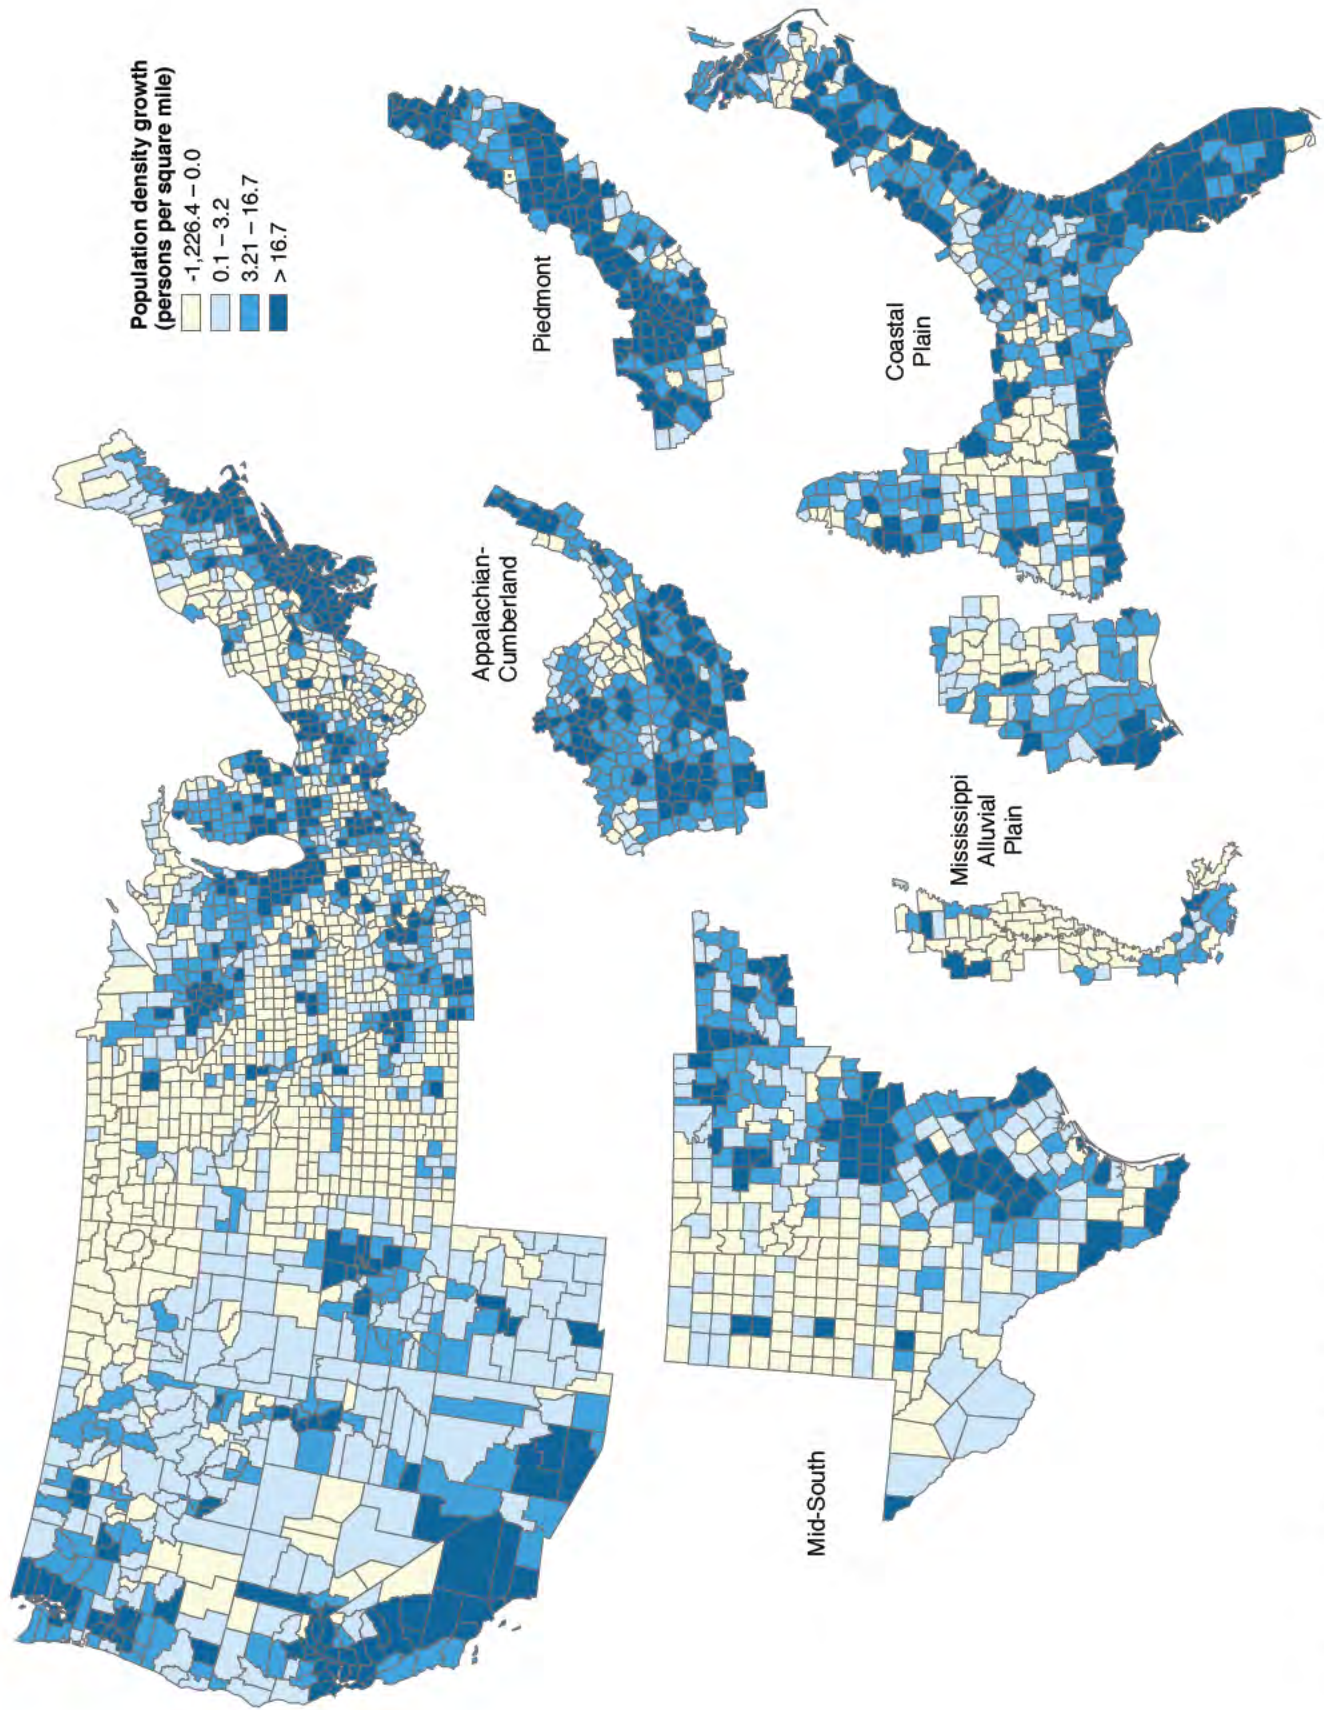 Population density growth
(persons per square mile)
-1,226.4 – 0.0
0.1 – 3.2
3.21 – 16.7
> 16.7
Piedmont
Appalachian-
Cumberland
Coastal
Plain
Mississippi
Alluvial
Plain
Mid-South